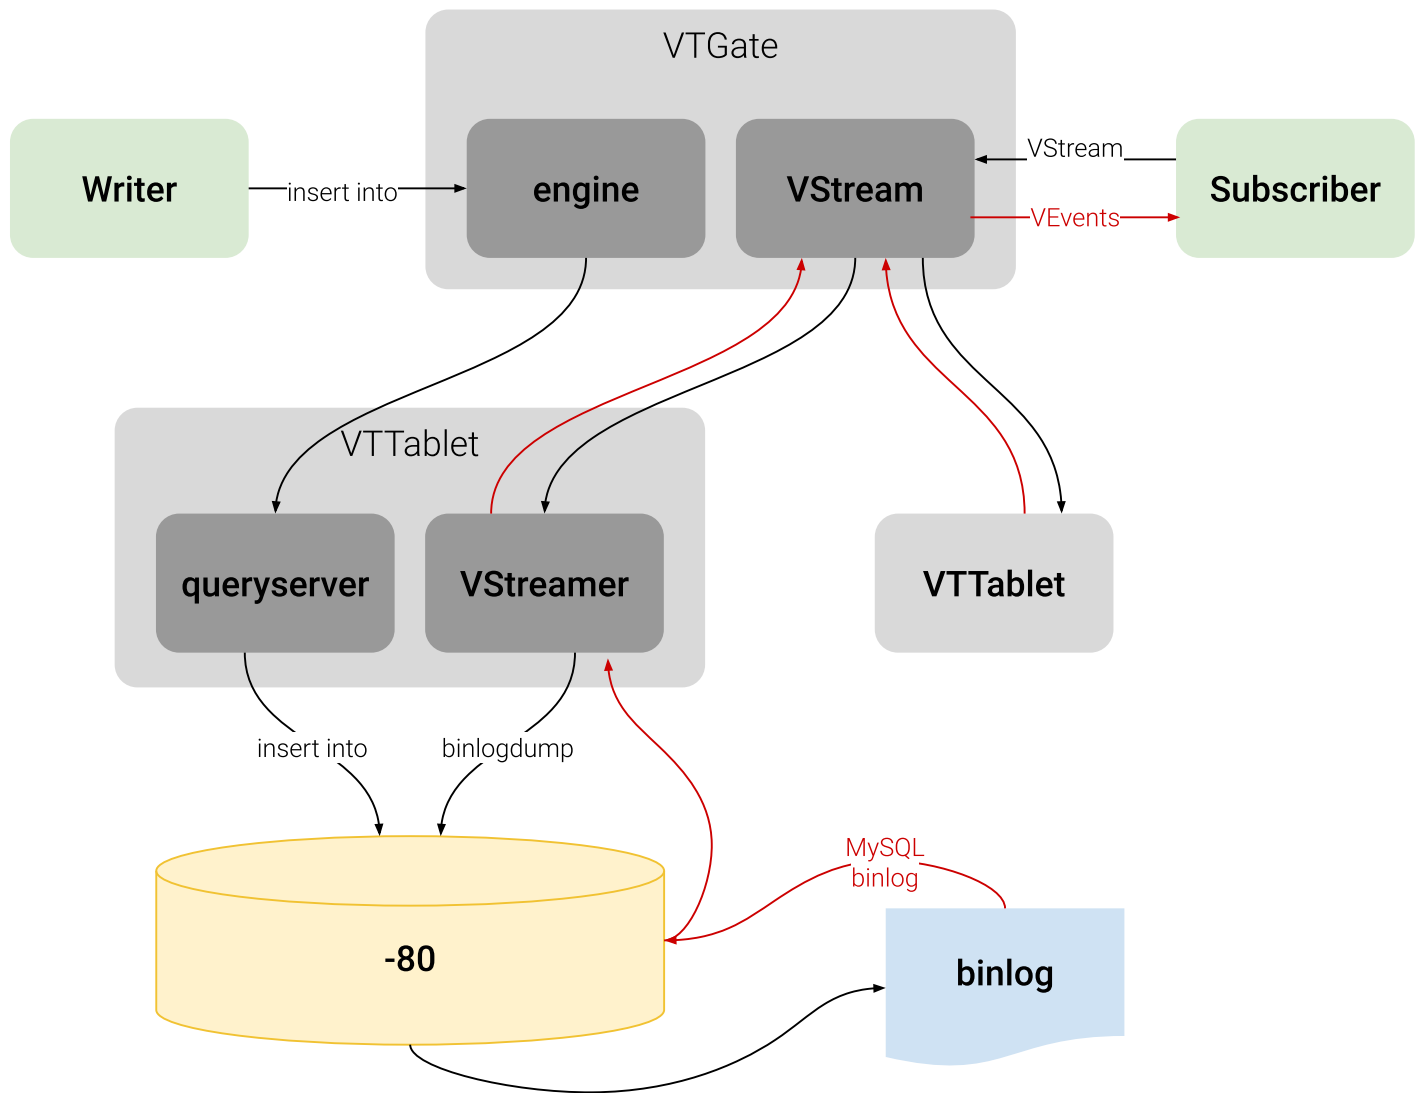 VTGate
Writer
insert into
engine
VStream
VStream
VEvents
Subscriber
VTTablet
queryserver
VStreamer
VTTablet
insert into
binlogdump
MySQL
binlog
-80
binlog